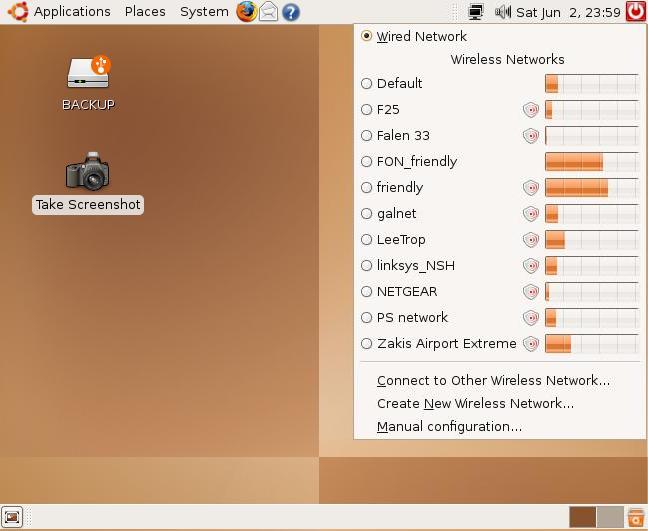 Applications Places System Sat Jun 2, 23:59
BACKUP
Take Screenshot
Wired Network
Wireless Networks
Default
F25
Falen 33
FON_friendly
friendly
galnet
LeeTrop
linksys_NSH
NETGEAR
PS network
Zakis Airport Extreme
Connect to Other Wireless Network...
Create New Wireless Network...
Manual configuration...